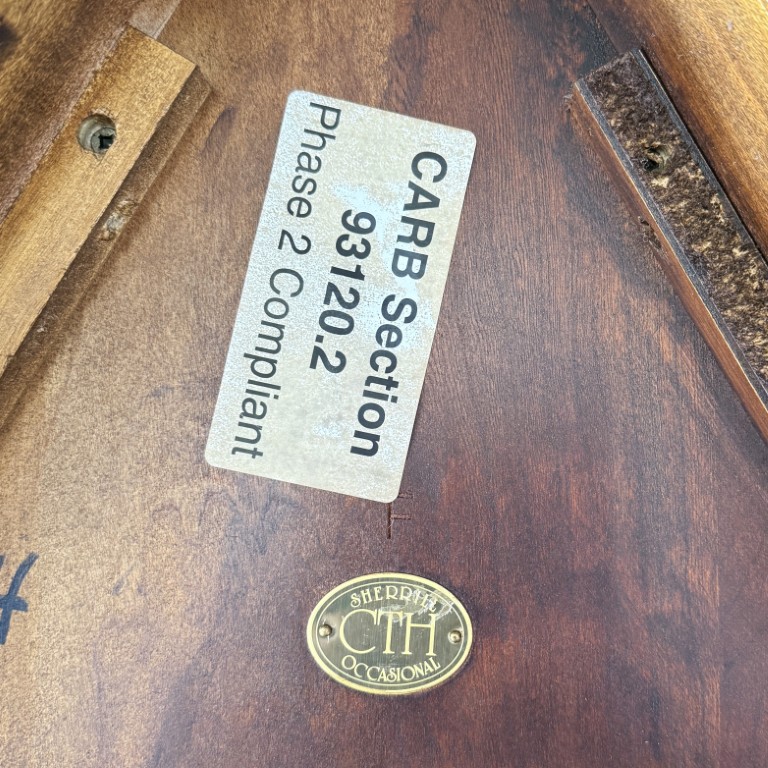 CARB Section
93120.2
Phase 2 Compliant
SHERRILL
CTH
OCCASIONAL
H